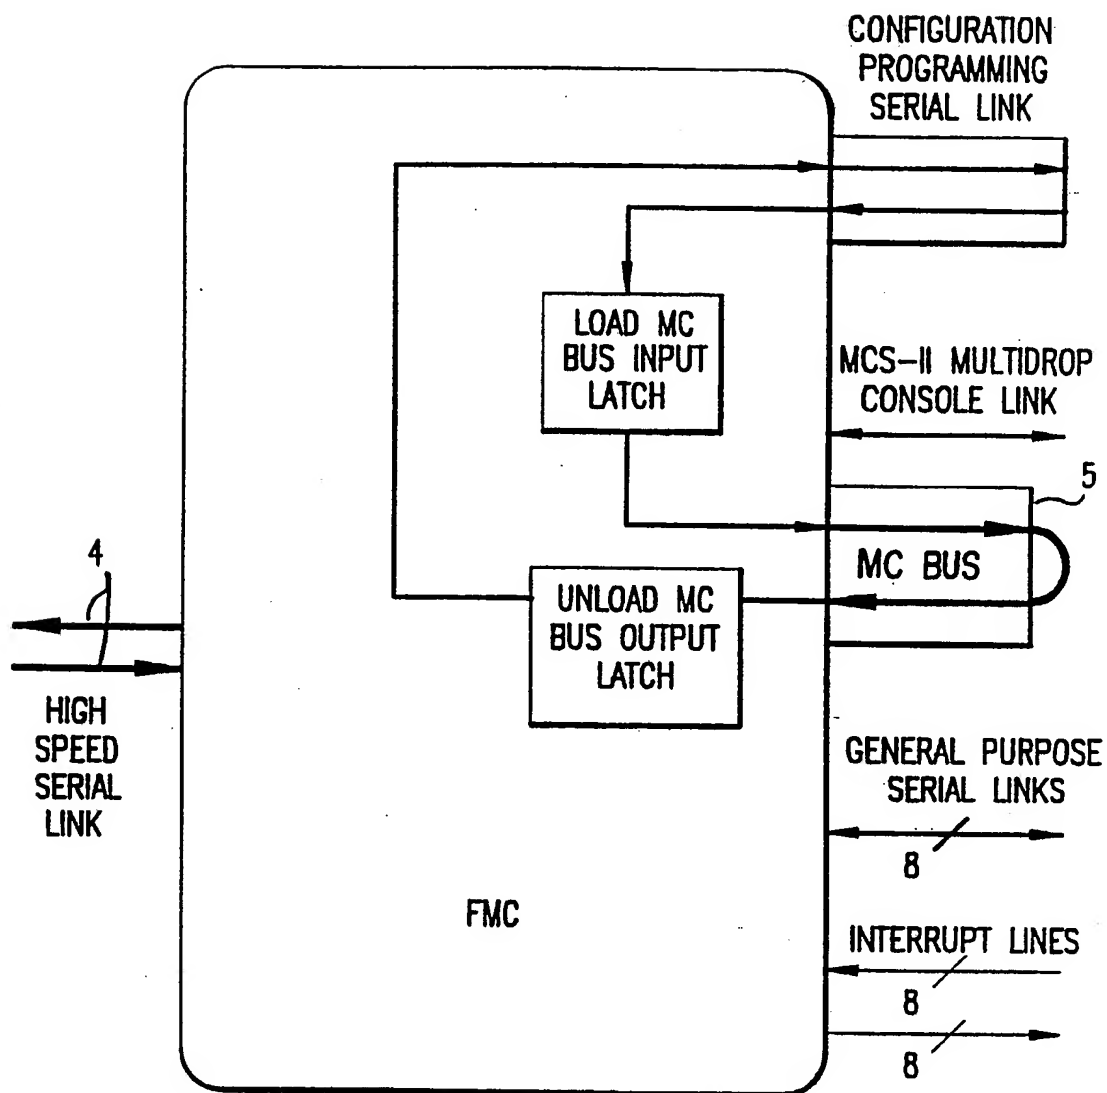 CONFIGURATION
PROGRAMMING
SERIAL LINK
LOAD MC
BUS INPUT
LATCH
MCS-II MULTIDROP
CONSOLE LINK
5
MC BUS
4
UNLOAD MC
BUS OUTPUT
LATCH
HIGH
SPEED
SERIAL
LINK
GENERAL PURPOSE
SERIAL LINKS
8
FMC
INTERRUPT LINES
8
8